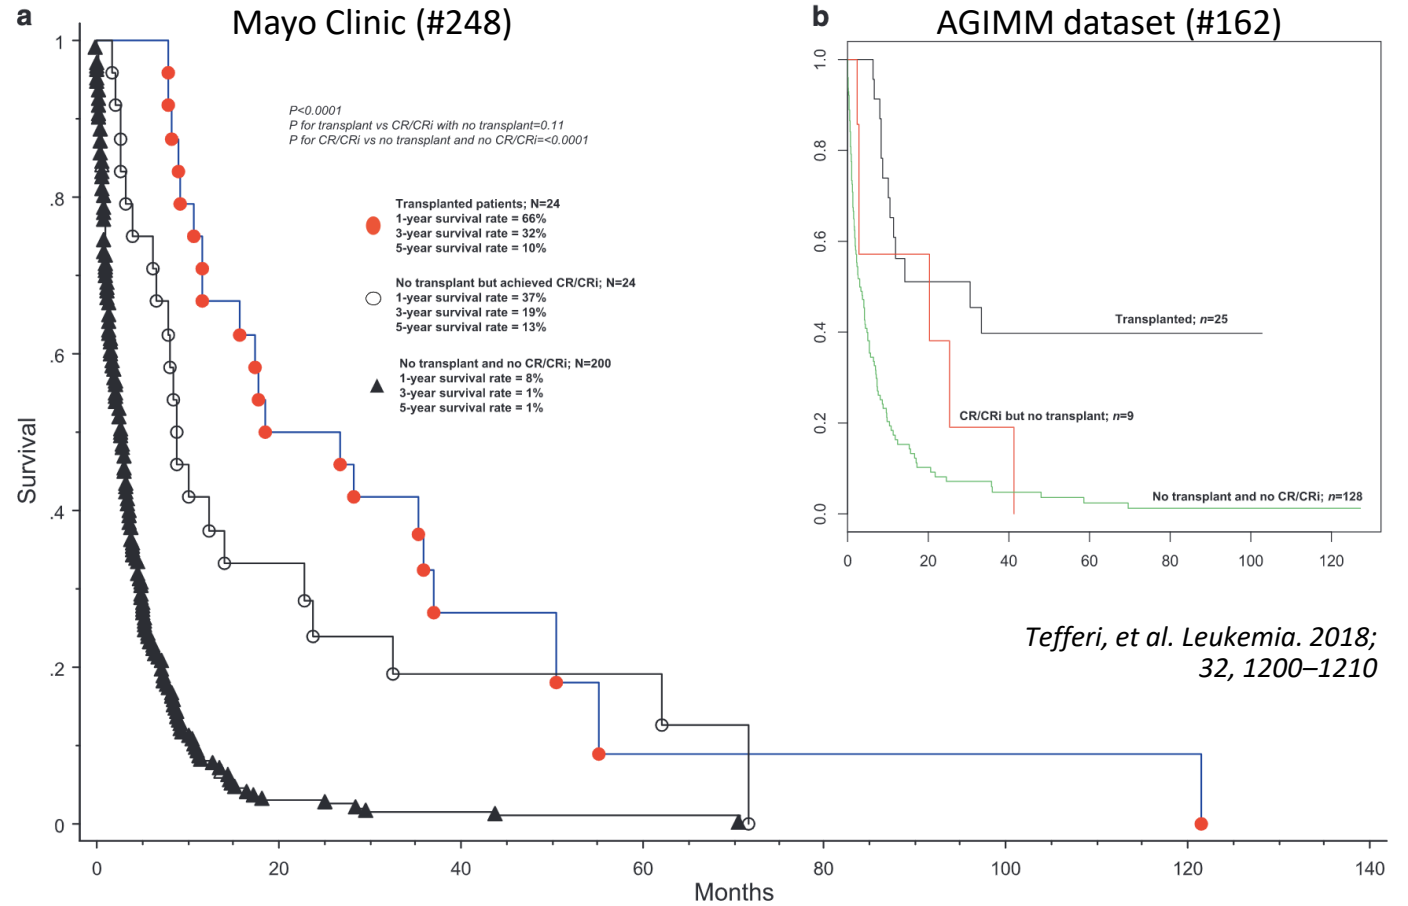 a
Mayo Clinic (#248)
P<0.0001
P for transplant vs CR/CRi with no transplant=0.11
P for CR/CRi vs no transplant and no CR/CRi=<0.0001
Transplanted patients; N=24
1-year survival rate = 66%
3-year survival rate = 32%
5-year survival rate = 10%
No transplant but achieved CR/CRi; N=24
1-year survival rate = 37%
3-year survival rate = 19%
5-year survival rate = 13%
No transplant and no CR/CRi; N=200
1-year survival rate = 8%
3-year survival rate = 1%
5-year survival rate = 1%
Survival
1
.8
.6
.4
.2
0
0 20 40 60 80 100 120 140
Months
b
AGIMM dataset (#162)
1.0
0.8
0.6
0.4
0.2
0.0
Transplanted; n=25
CR/CRi but no transplant; n=9
No transplant and no CR/CRi; n=128
0 20 40 60 80 100 120
Tefferi, et al. Leukemia. 2018;
32, 1200–1210